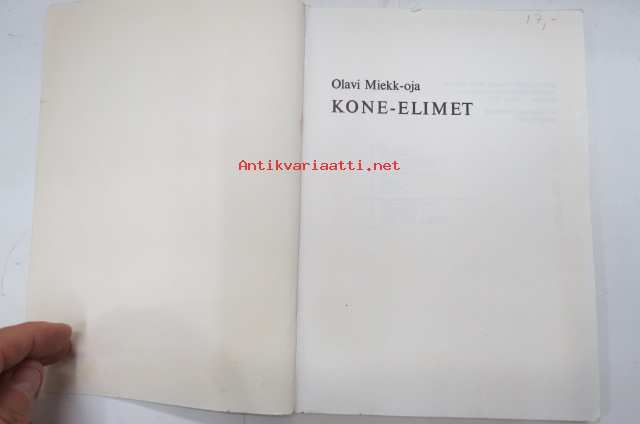 17,-
Olavi Miekk-oja
KONE-ELIMET
Antikvariaatti.net